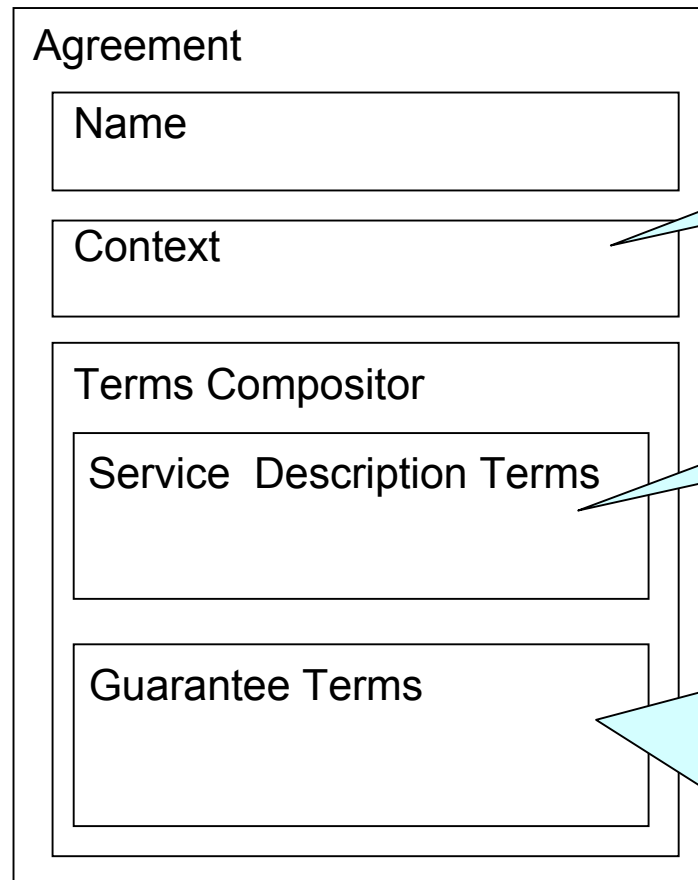 Agreement
Name
Context
Terms Compositor
Service  Description Terms
Guarantee Terms